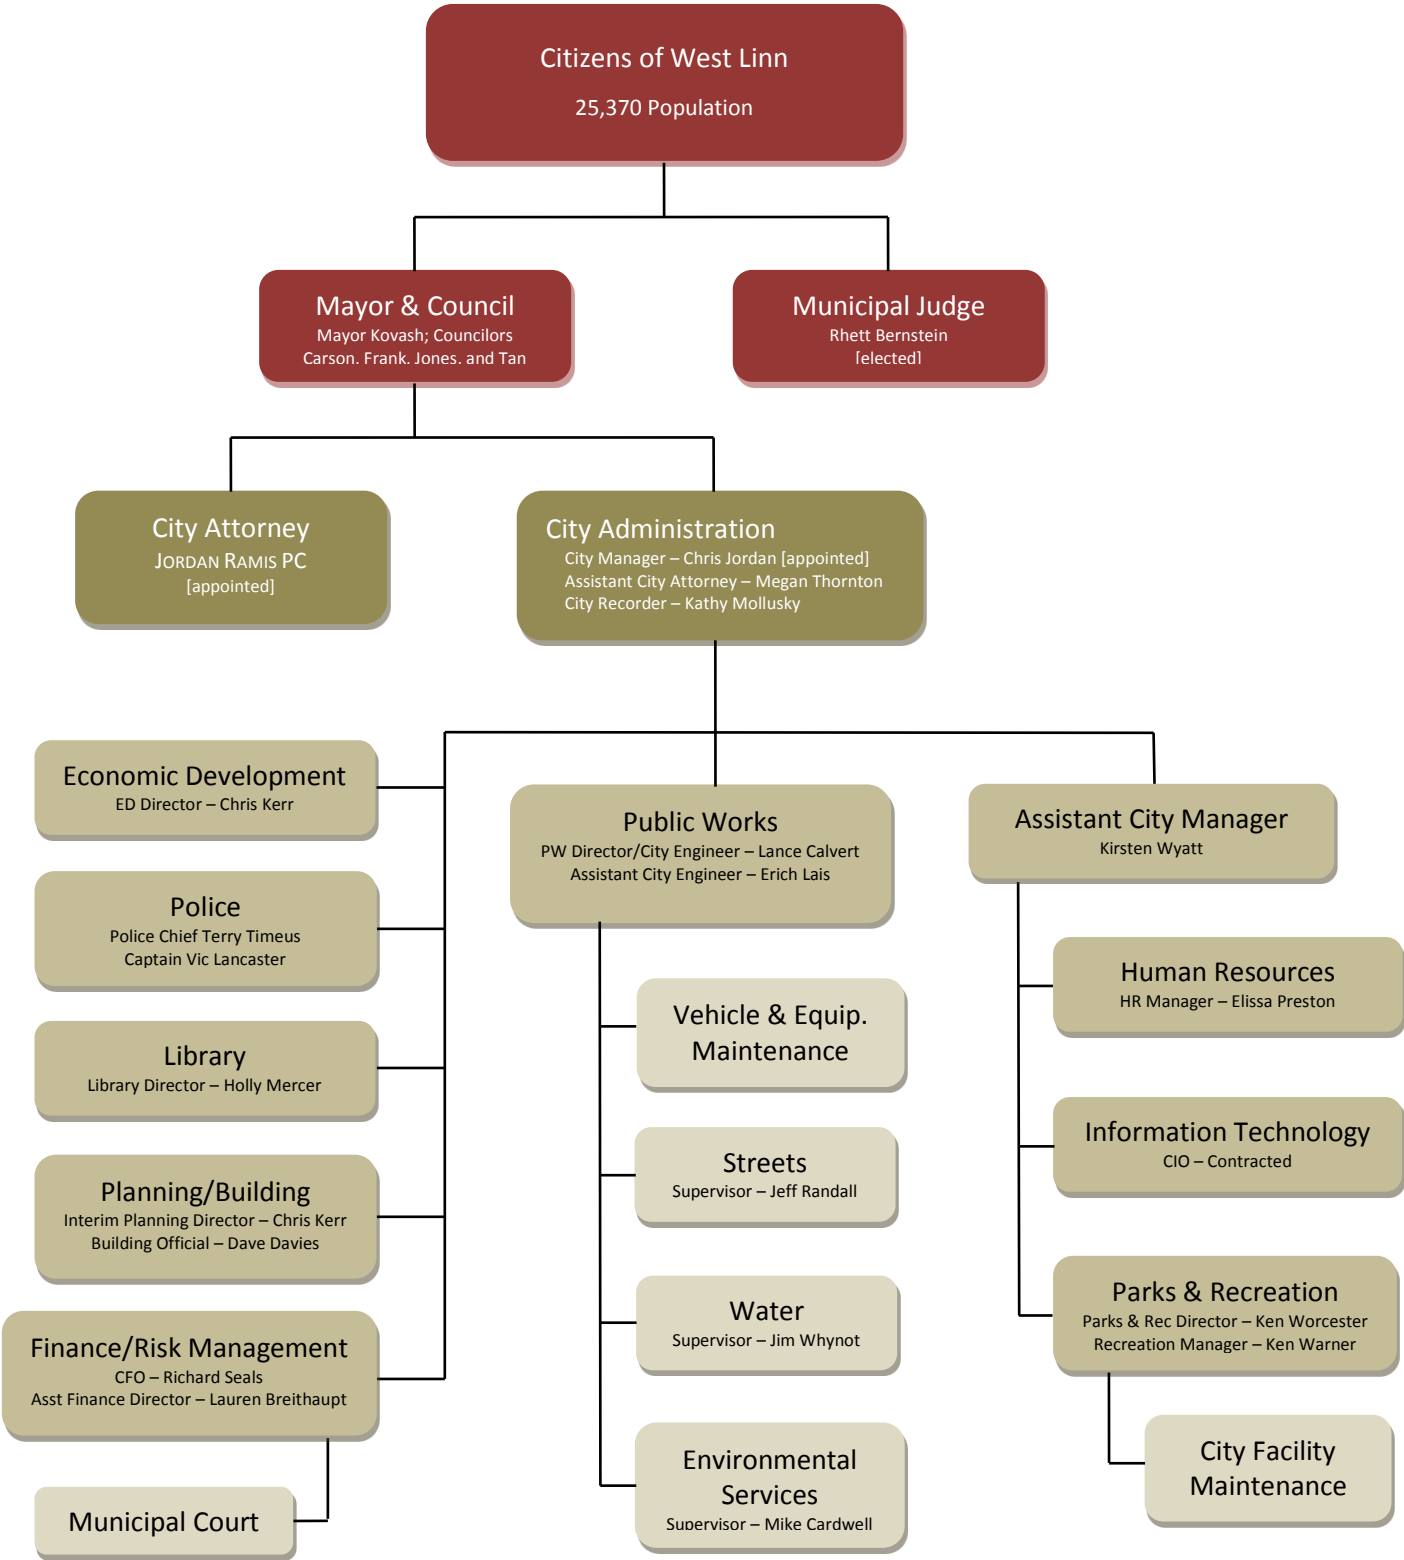 Citizens of West Linn
25,370 Population
Mayor & Council
Mayor Kovash; Councilors
Carson, Frank, Jones, and Tan
Municipal Judge
Rhett Bernstein
[elected]
City Attorney
JORDAN RAMIS PC
[appointed]
City Administration
City Manager – Chris Jordan [appointed]
Assistant City Attorney – Megan Thornton
City Recorder – Kathy Mollusky
Economic Development
ED Director – Chris Kerr
Police
Police Chief Terry Timeus
Captain Vic Lancaster
Library
Library Director – Holly Mercer
Planning/Building
Interim Planning Director – Chris Kerr
Building Official – Dave Davies
Finance/Risk Management
CFO – Richard Seals
Asst Finance Director – Lauren Breithaupt
Municipal Court
Public Works
PW Director/City Engineer – Lance Calvert
Assistant City Engineer – Erich Lais
Vehicle & Equip.
Maintenance
Streets
Supervisor – Jeff Randall
Water
Supervisor – Jim Whynot
Environmental
Services
Supervisor – Mike Cardwell
Assistant City Manager
Kirsten Wyatt
Human Resources
HR Manager – Elissa Preston
Information Technology
CIO – Contracted
Parks & Recreation
Parks & Rec Director – Ken Worcester
Recreation Manager – Ken Warner
City Facility
Maintenance